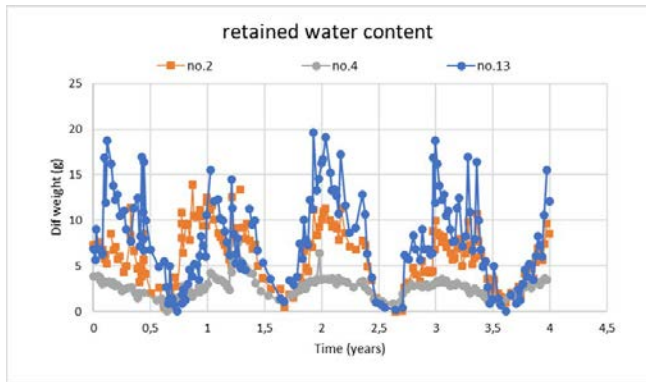 retained water content
no.2 no.4 no.13
25
20
15
10
5
0
Dif weight (g)
0 0,5 1 1,5 2 2,5 3 3,5 4 4,5
Time (years)